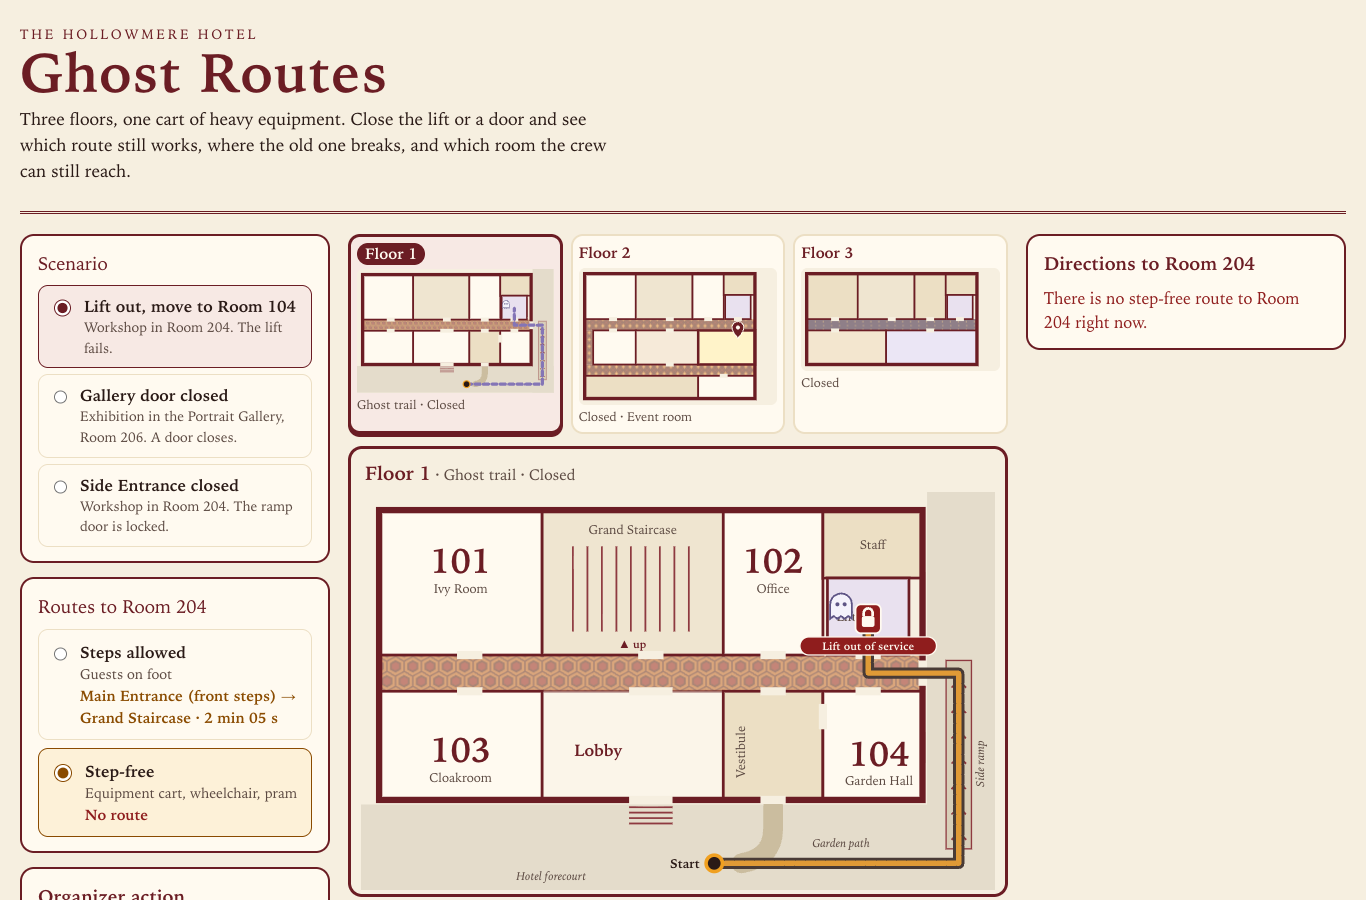 THE HOLLOWMERE HOTEL
Ghost Routes
Three floors, one cart of heavy equipment. Close the lift or a door and see
which route still works, where the old one breaks, and which room the crew
can still reach.
Scenario
Lift out, move to Room 104
Workshop in Room 204. The lift
fails.
Gallery door closed
Exhibition in the Portrait Gallery,
Room 206. A door closes.
Side Entrance closed
Workshop in Room 204. The ramp
door is locked.
Routes to Room 204
Steps allowed
Guests on foot
Main Entrance (front steps) →
Grand Staircase · 2 min 05 s
Step-free
Equipment cart, wheelchair, pram
No route
Organizer action
Floor 1
Ghost trail · Closed
Floor 2
Closed · Event room
Floor 3
Closed
Floor 1 · Ghost trail · Closed
101
Ivy Room
Grand Staircase
▲ up
102
Office
Staff
Lift out of service
103
Cloakroom
Lobby
Vestibule
104
Garden Hall
Side ramp
Garden path
Start
Hotel forecourt
Directions to Room 204
There is no step-free route to Room
204 right now.